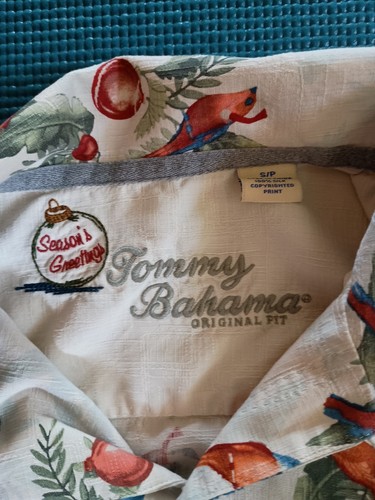 S/P
COPYRIGHTED
PRINT
Season's
Greetings
Tommy
Bahama®
ORIGINAL FIT